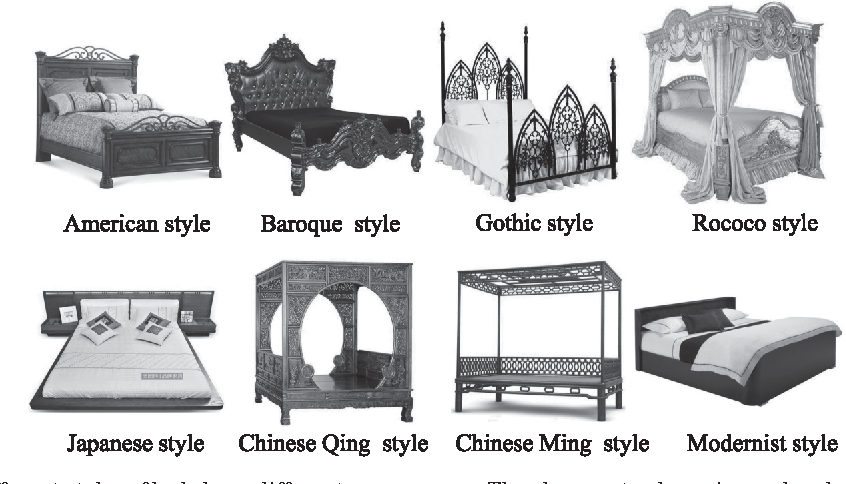 American style
Baroque style
Gothic style
Rococo style
Japanese style
Chinese Qing style
Chinese Ming style
Modernist style